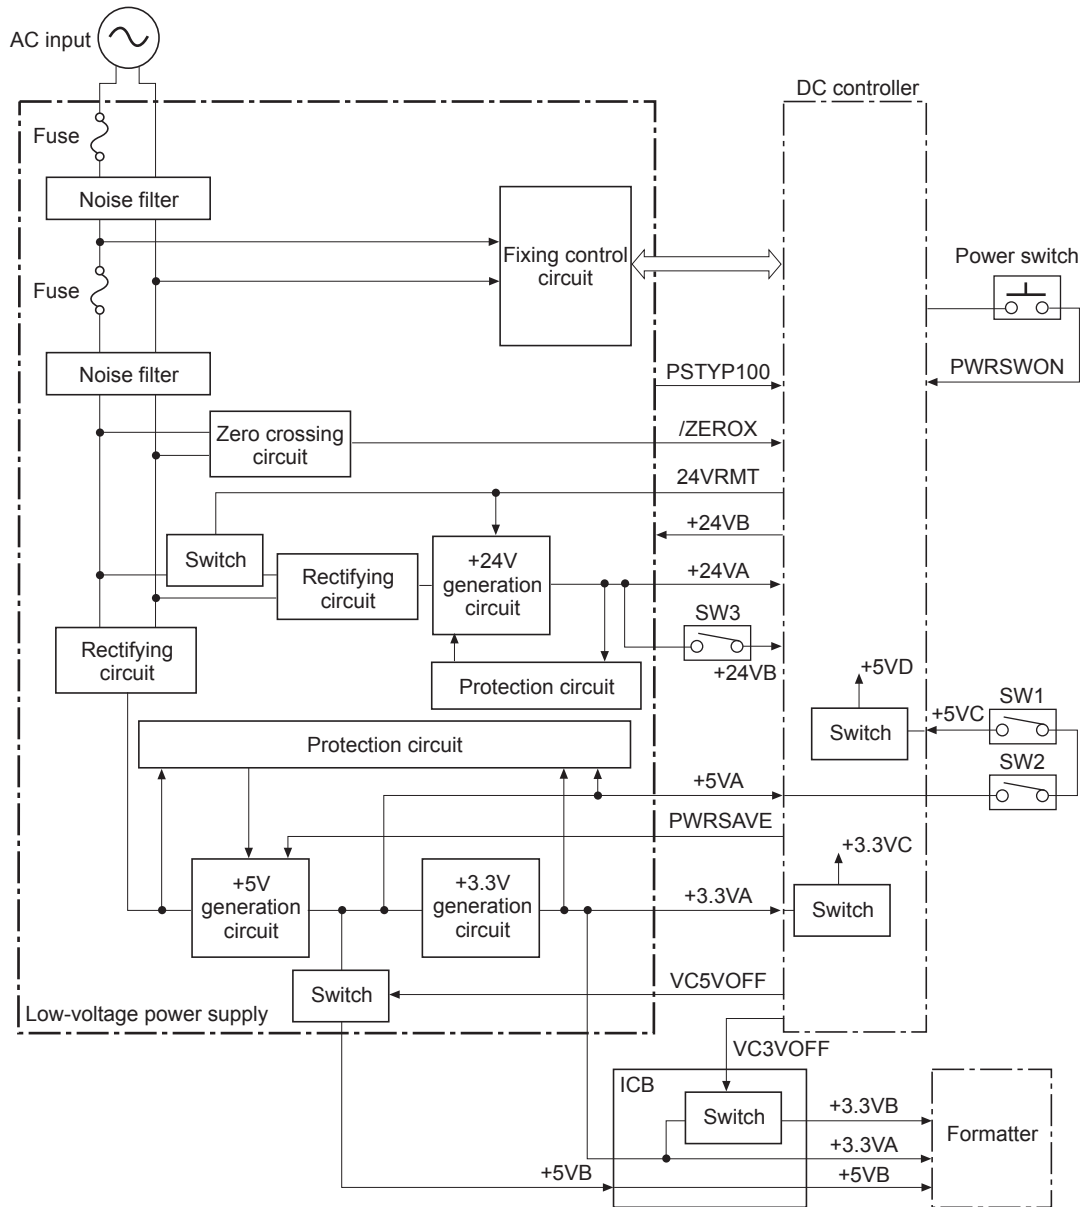 AC input
DC controller
Fuse
Noise filter
Fixing control
circuit
Power switch
Fuse
Noise filter
PSTYP100
PWRSWON
Zero crossing
circuit
/ZEROX
24VRMT
+24VB
Switch
Rectifying
circuit
+24V
generation
circuit
+24VA
SW3
+24VB
Rectifying
circuit
Protection circuit
+5VD
Switch
+5VC
SW1
Protection circuit
SW2
+5VA
PWRSAVE
+5V
generation
circuit
+3.3V
generation
circuit
+3.3VA
+3.3VC
Switch
Switch
VC5VOFF
Low-voltage power supply
VC3VOFF
ICB
Switch
+3.3VB
+3.3VA
Formatter
+5VB
+5VB